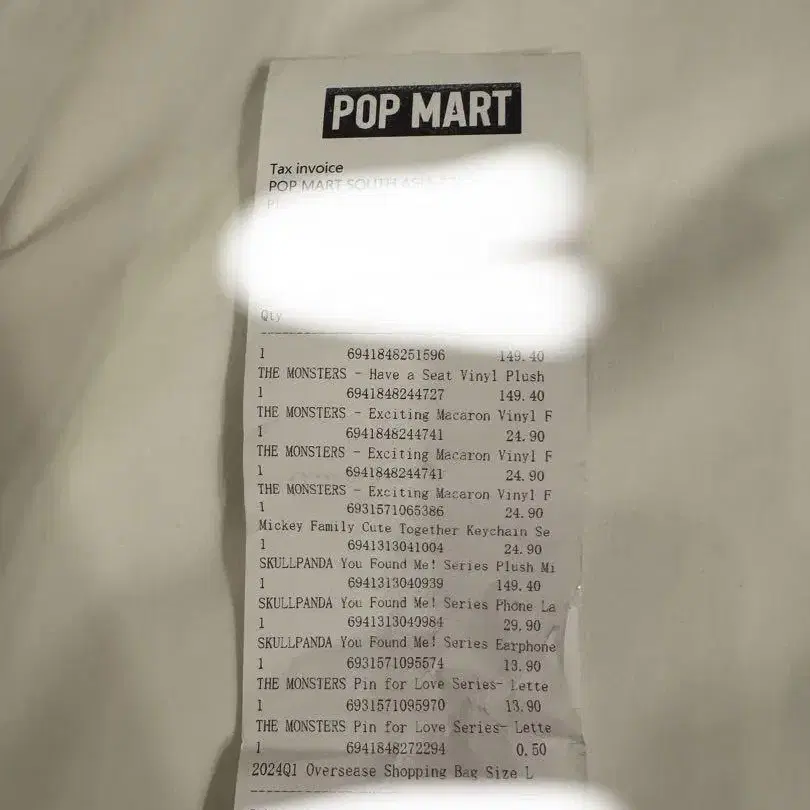 POP MART
Tax invoice
POP MART SOUTH ASIA
Qty
1 6941848251596 149.40
THE MONSTERS - Have a Seat Vinyl Plush
1 6941848244727 149.40
THE MONSTERS - Exciting Macaron Vinyl F
1 6941848244741 24.90
THE MONSTERS - Exciting Macaron Vinyl F
1 6941848244741 24.90
THE MONSTERS - Exciting Macaron Vinyl F
1 6931571065386 24.90
Mickey Family Cute Together Keychain Se
1 6941313041004 24.90
SKULLPANDA You Found Me! Series Plush Mi
1 6941313040939 149.40
SKULLPANDA You Found Me! Series Phone La
1 6941313040984 29.90
SKULLPANDA You Found Me! Series Earphone
1 6931571095574 13.90
THE MONSTERS Pin for Love Series- Lette
1 6931571095970 13.90
THE MONSTERS Pin for Love Series- Lette
1 6941848272294 0.50
2024Q1 Oversease Shopping Bag Size L